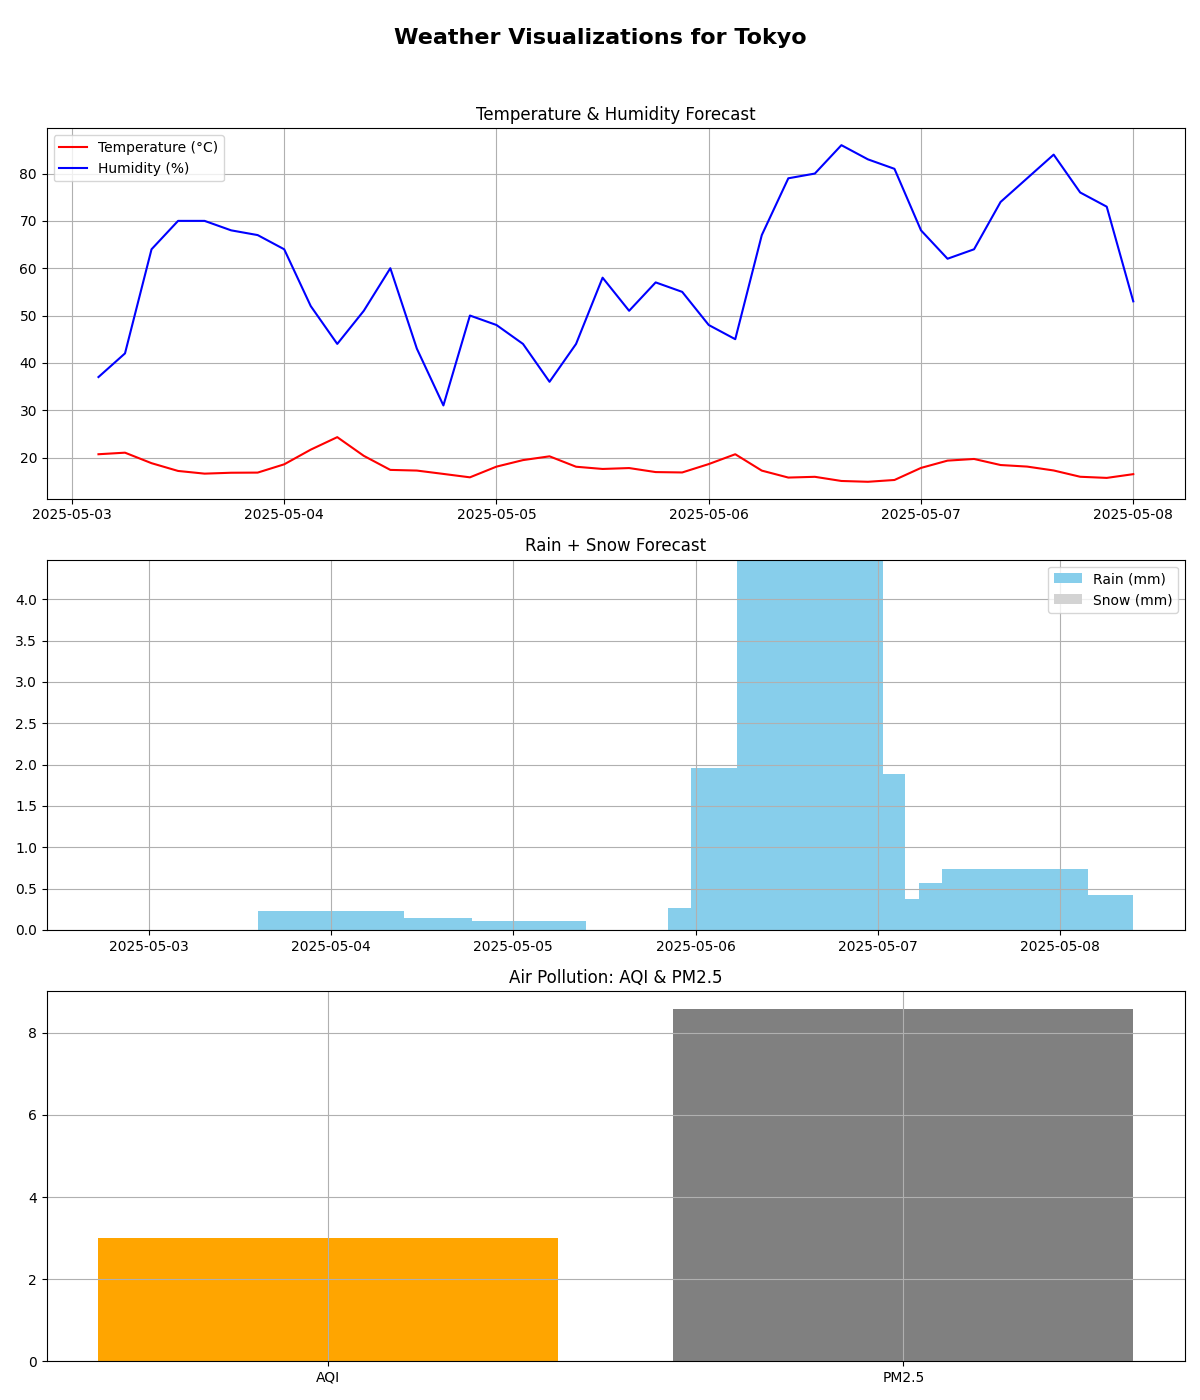 Weather Visualizations for Tokyo
Temperature & Humidity Forecast
Temperature (°C)
Humidity (%)
80
70
60
50
40
30
20
2025-05-03 2025-05-04 2025-05-05 2025-05-06 2025-05-07 2025-05-08
Rain + Snow Forecast
Rain (mm)
Snow (mm)
4.0
3.5
3.0
2.5
2.0
1.5
1.0
0.5
0.0
2025-05-03 2025-05-04 2025-05-05 2025-05-06 2025-05-07 2025-05-08
Air Pollution: AQI & PM2.5
8
6
4
2
0
AQI PM2.5